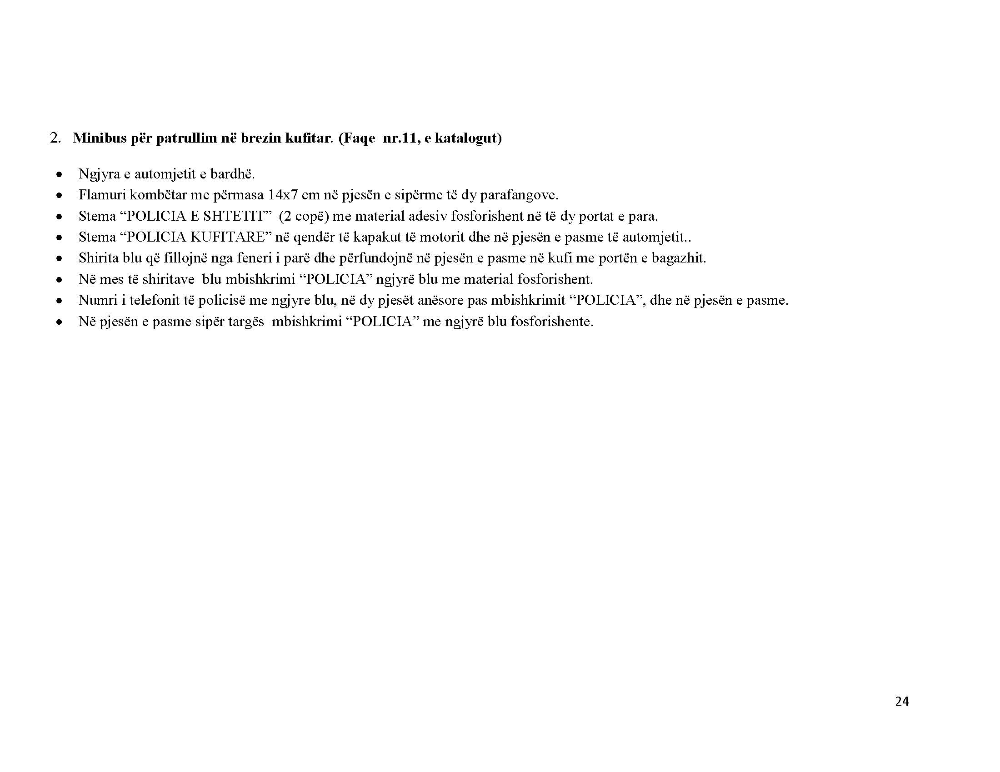 2. Minibus për patrullim në brezin kufitar. (Faqe  nr.11, e katalogut)
• Ngjyra e automjetit e bardhë.
• Flamuri kombëtar me përmasa 14x7 cm në pjesën e sipërme të dy parafangove.
• Stema “POLICIA E SHTETIT”  (2 copë) me material adesiv fosforishent në të dy portat e para.
• Stema “POLICIA KUFITARE” në qendër të kapakut të motorit dhe në pjesën e pasme të automjetit..
• Shirita blu që fillojnë nga feneri i parë dhe përfundojnë në pjesën e pasme në kufi me portën e bagazhit.
• Në mes të shiritave  blu mbishkrimi “POLICIA” ngjyrë blu me material fosforishent.
• Numri i telefonit të policisë me ngjyre blu, në dy pjesët anësore pas mbishkrimit “POLICIA”, dhe në pjesën e pasme.
• Në pjesën e pasme sipër targës  mbishkrimi “POLICIA” me ngjyrë blu fosforishente.
24